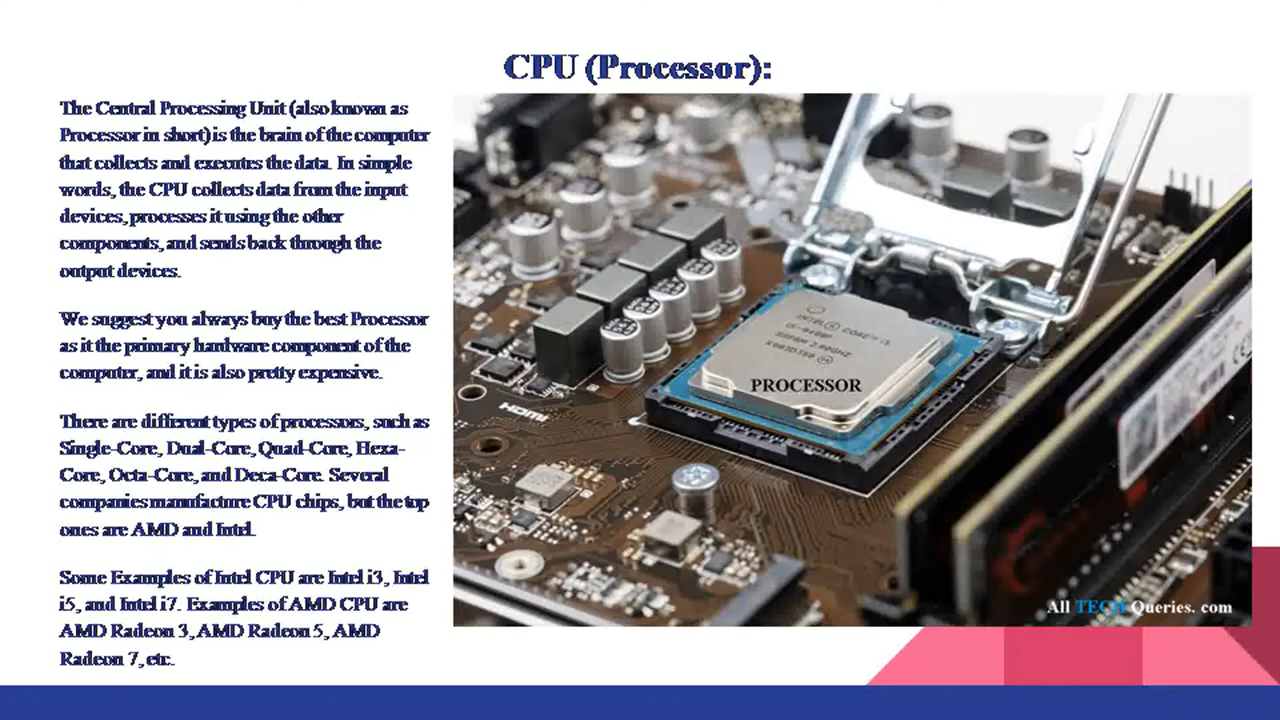 CPU (Processor):
The Central Processing Unit (also known as
Processor in short) is the brain of the computer
that collects and executes the data. In simple
words, the CPU collects data from the input
devices, processes it using the other
components, and sends back through the
output devices.
We suggest you always buy the best Processor
as it the primary hardware component of the
computer, and it is also pretty expensive.
There are different types of processors, such as
Single-Core, Dual-Core, Quad-Core, Hexa-
Core, Octa-Core, and Deca-Core. Several
companies manufacture CPU chips, but the top
ones are AMD and Intel.
Some Examples of Intel CPU are Intel i3, Intel
i5, and Intel i7. Examples of AMD CPU are
AMD Radeon 3, AMD Radeon 5, AMD
Radeon 7, etc.
INTEL® CORE™ i5
i5-9400F
2.90GHZ
PROCESSOR
HDMI
All TECH Queries. com